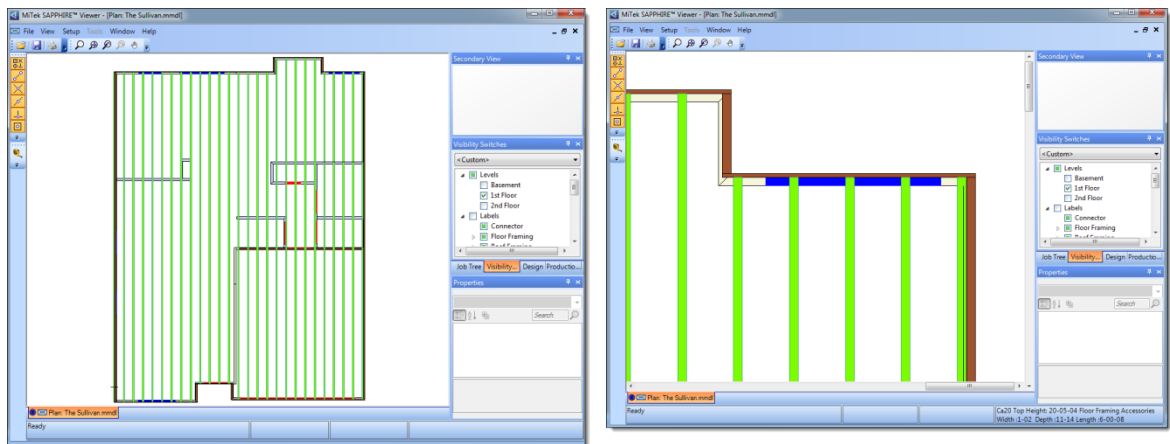 MiTek SAPPHIRE™ Viewer - [Plan: The Sullivan.mmdl]
File View Setup Tools Window Help
Secondary View
Visibility Switches
<Custom>
Levels
Basement
1st Floor
2nd Floor
Labels
Connector
Floor Framing
Roof Framing
Job Tree Visibility... Design Productio...
Properties
Search
Plan: The Sullivan.mmdl
Ready
MiTek SAPPHIRE™ Viewer - [Plan: The Sullivan.mmdl]
File View Setup Tools Window Help
Secondary View
Visibility Switches
<Custom>
Levels
Basement
1st Floor
2nd Floor
Labels
Connector
Floor Framing
Roof Framing
Job Tree Visibility... Design Productio...
Properties
Search
Plan: The Sullivan.mmdl
Ready
Ca20 Top Height: 20-05-04 Floor Framing Accessories
Width :1-02 Depth :11-14 Length :6-00-08